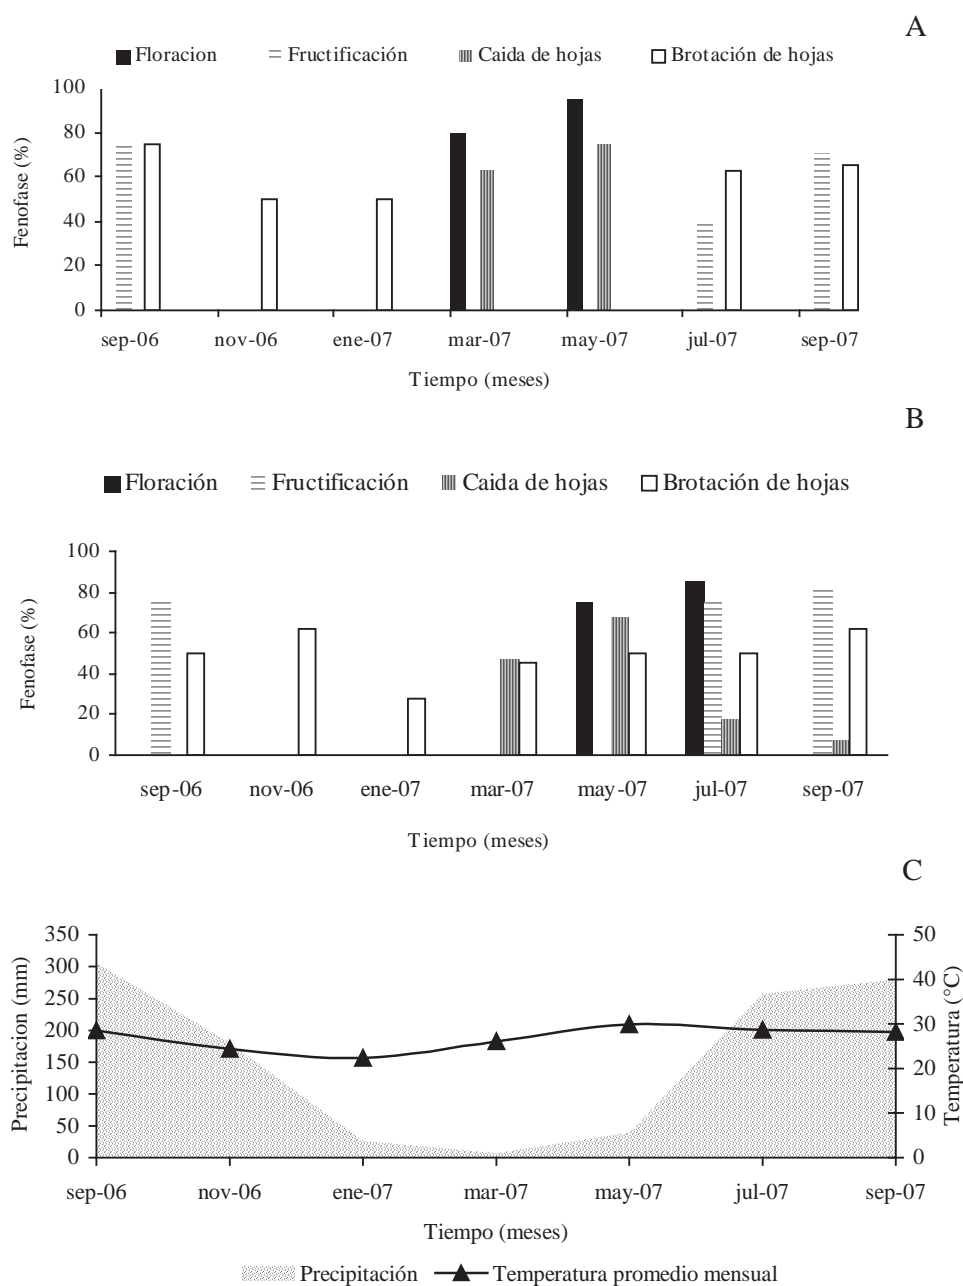 A
Floracion Fructificación Caida de hojas Brotación de hojas
100
80
60
40
20
0
Fenofase (%)
sep-06 nov-06 ene-07 mar-07 may-07 jul-07 sep-07
Tiempo (meses)
B
Floración Fructificación Caida de hojas Brotación de hojas
100
80
60
40
20
0
Fenofase (%)
sep-06 nov-06 ene-07 mar-07 may-07 jul-07 sep-07
Tiempo (meses)
C
350 50
300 40
250
200 30
150 20
100
50 10
0 0
Precipitacion (mm)
Temperatura (°C)
sep-06 nov-06 ene-07 mar-07 may-07 jul-07 sep-07
Tiempo (meses)
Precipitación Temperatura promedio mensual